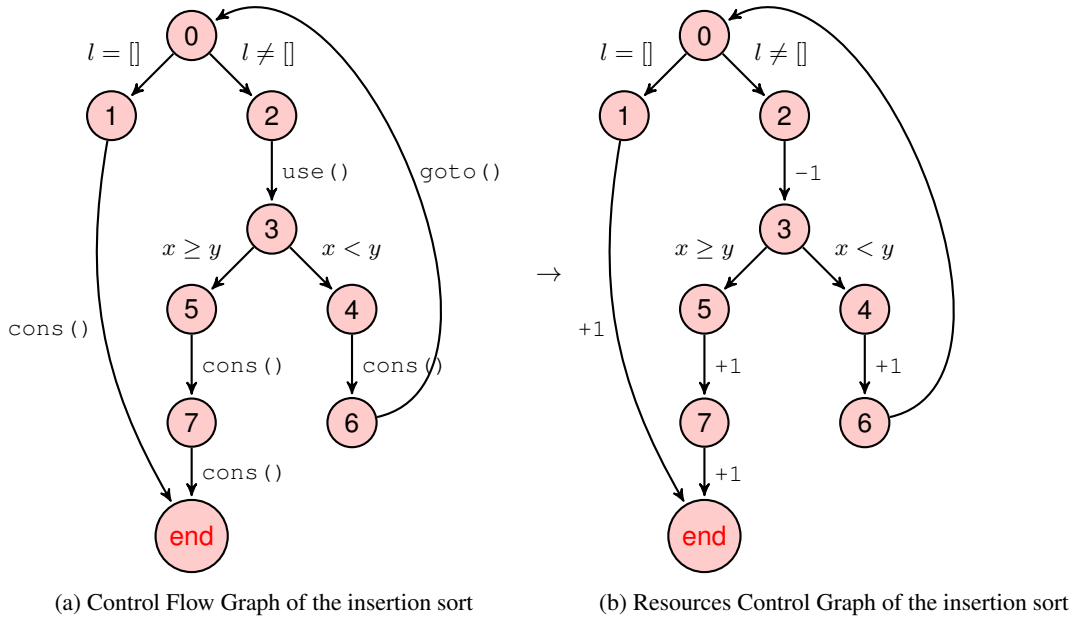 0
l = []
l ≠ []
1
2
use()
goto()
3
x ≥ y
x < y
5
4
cons()
cons()
cons()
7
6
cons()
end
(a) Control Flow Graph of the insertion sort
→
0
l = []
l ≠ []
1
2
−1
3
x ≥ y
x < y
5
4
+1
+1
+1
7
6
+1
end
(b) Resources Control Graph of the insertion sort